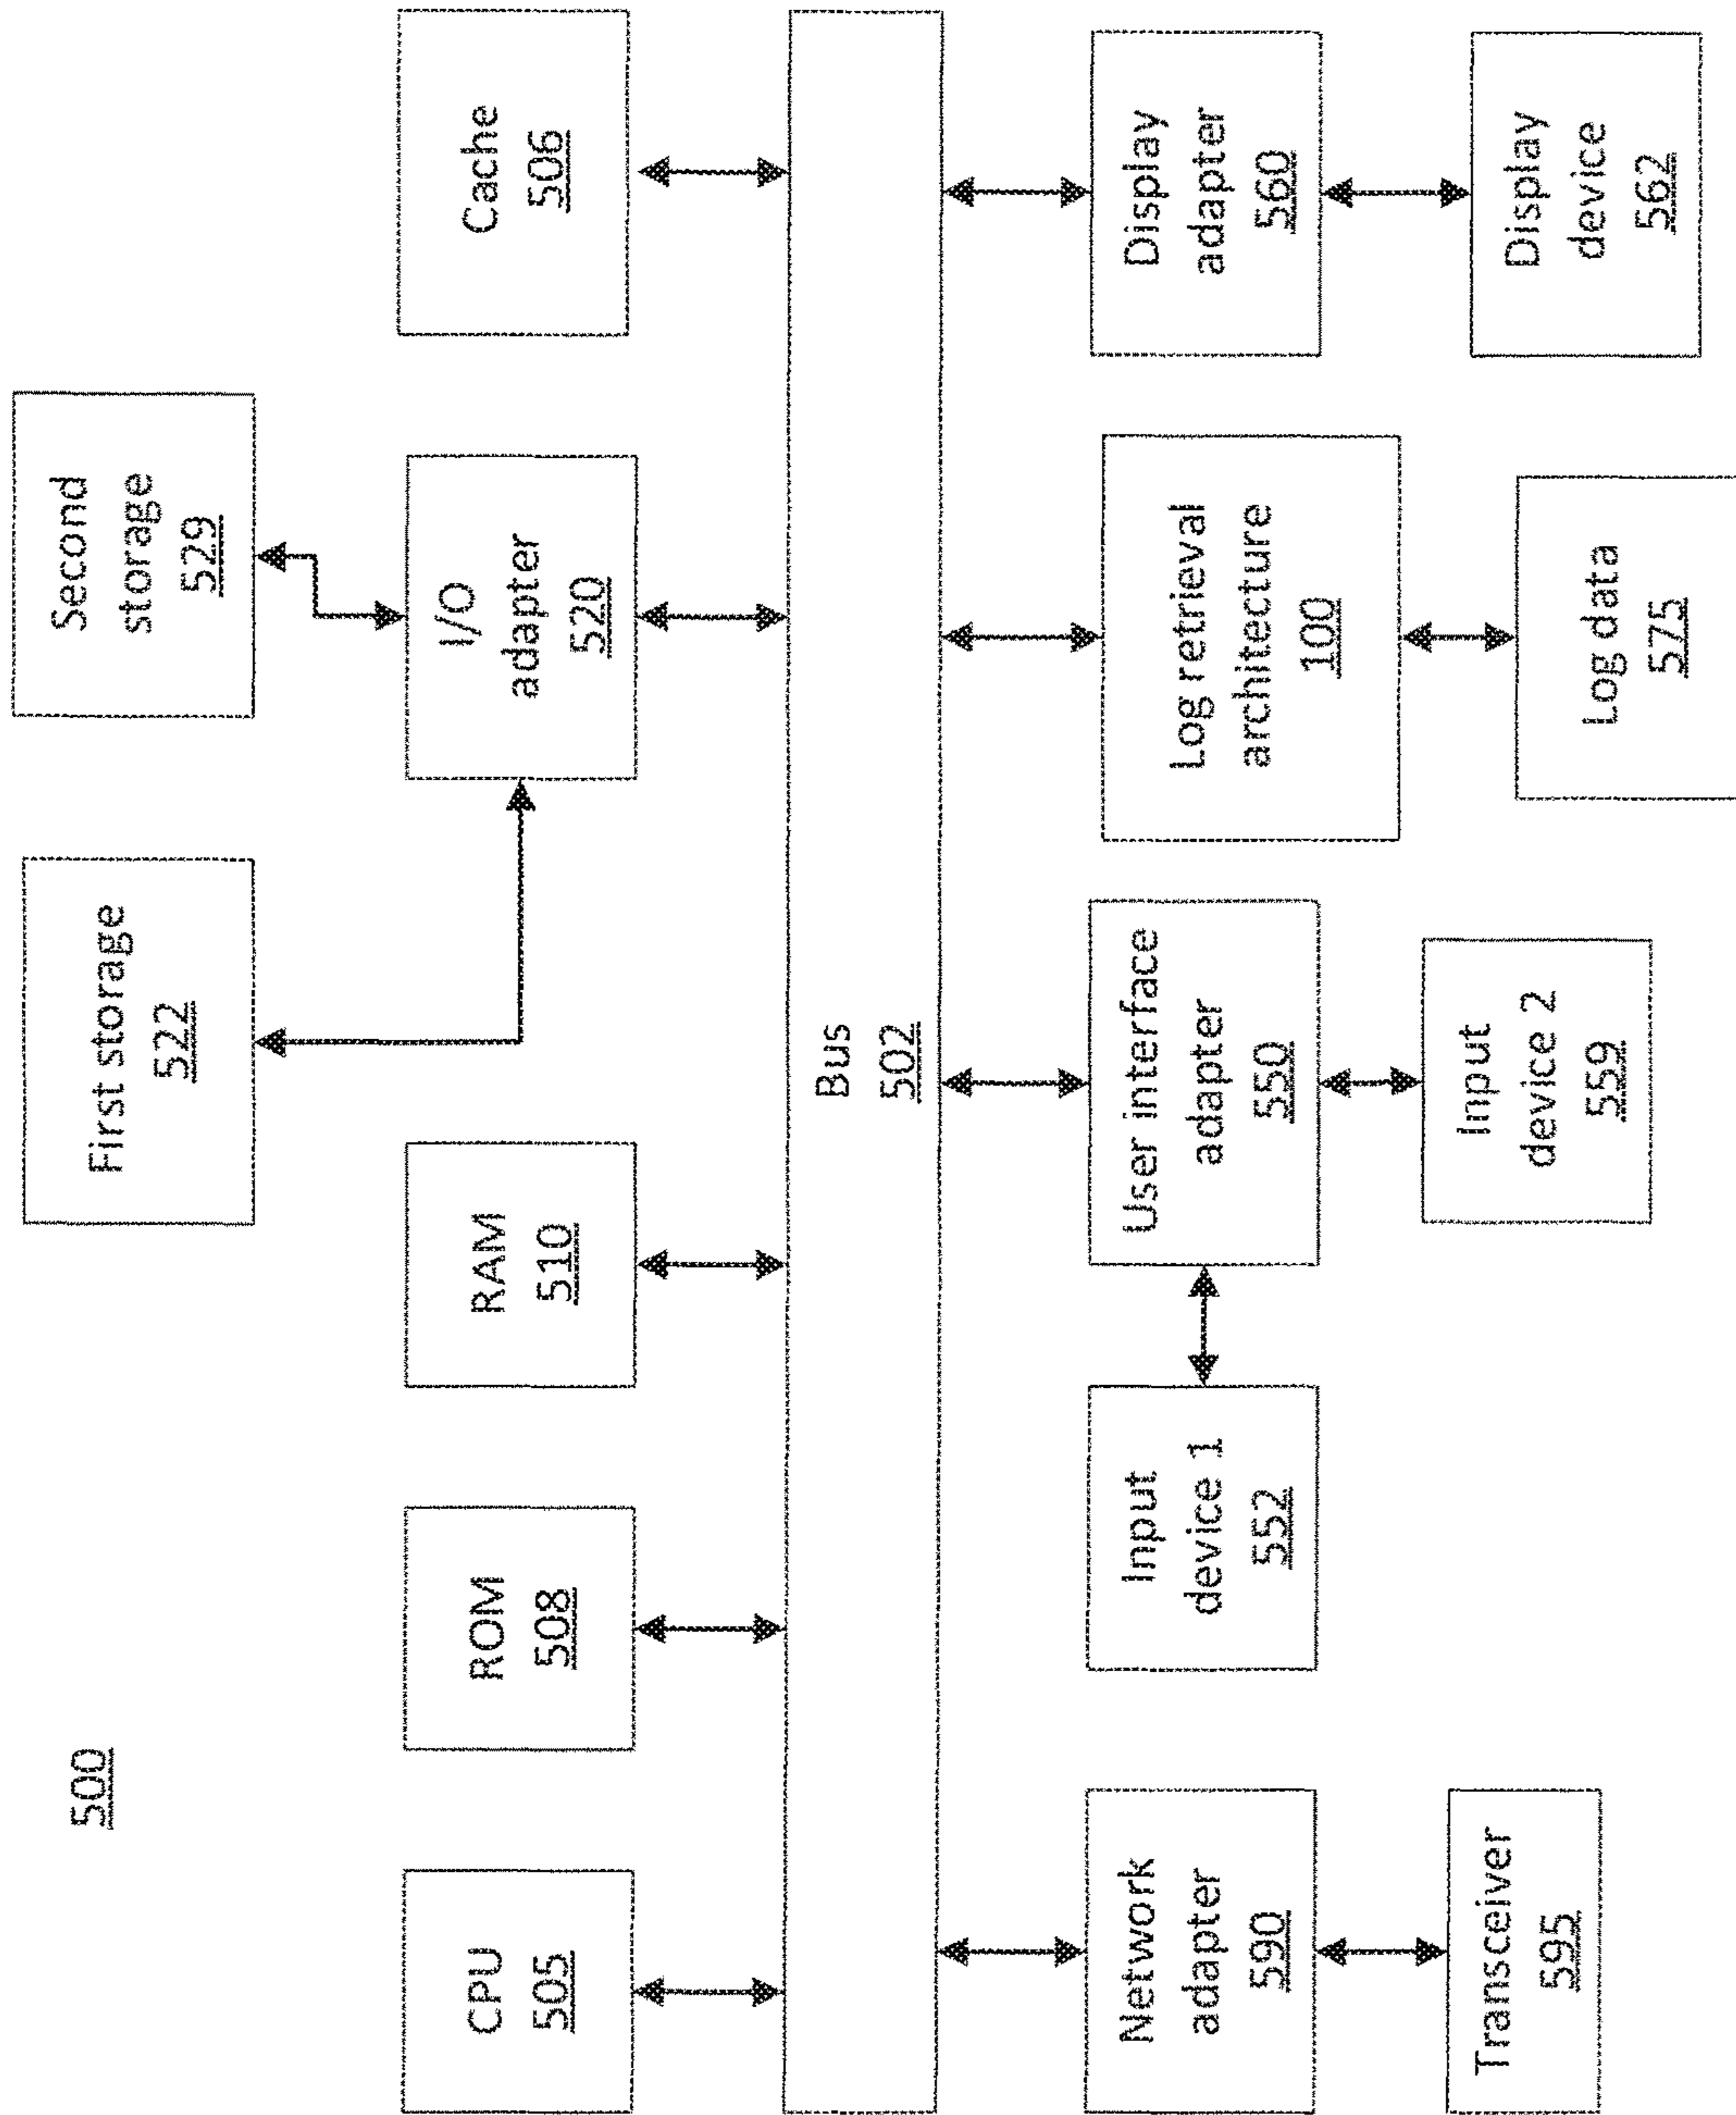 500
First storage
522
Second
storage
529
CPU
505
ROM
508
RAM
510
I/O
adapter
520
Cache
506
Bus
502
Network
adapter
590
Input
device 1
552
User interface
adapter
550
Log retrieval
architecture
100
Display
adapter
560
Transceiver
595
Input
device 2
559
Log data
575
Display
device
562